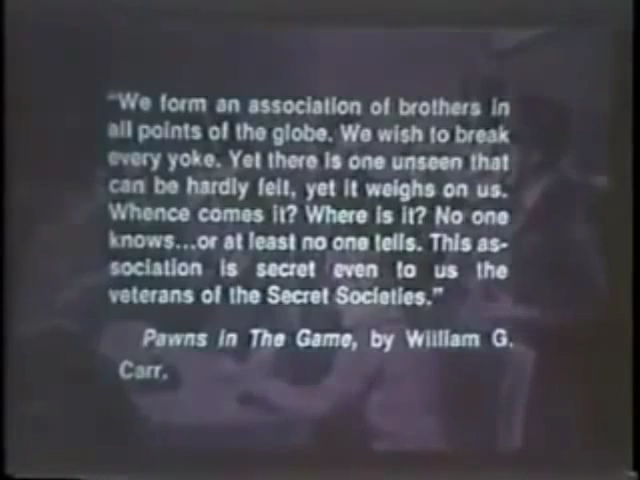 "We form an association of brothers in
all points of the globe. We wish to break
every yoke. Yet there is one unseen that
can be hardly felt, yet it weighs on us.
Whence comes it? Where is it? No one
knows...or at least no one tells. This as-
sociation is secret even to us the
veterans of the Secret Societies."
Pawns In The Game, by William G.
Carr.